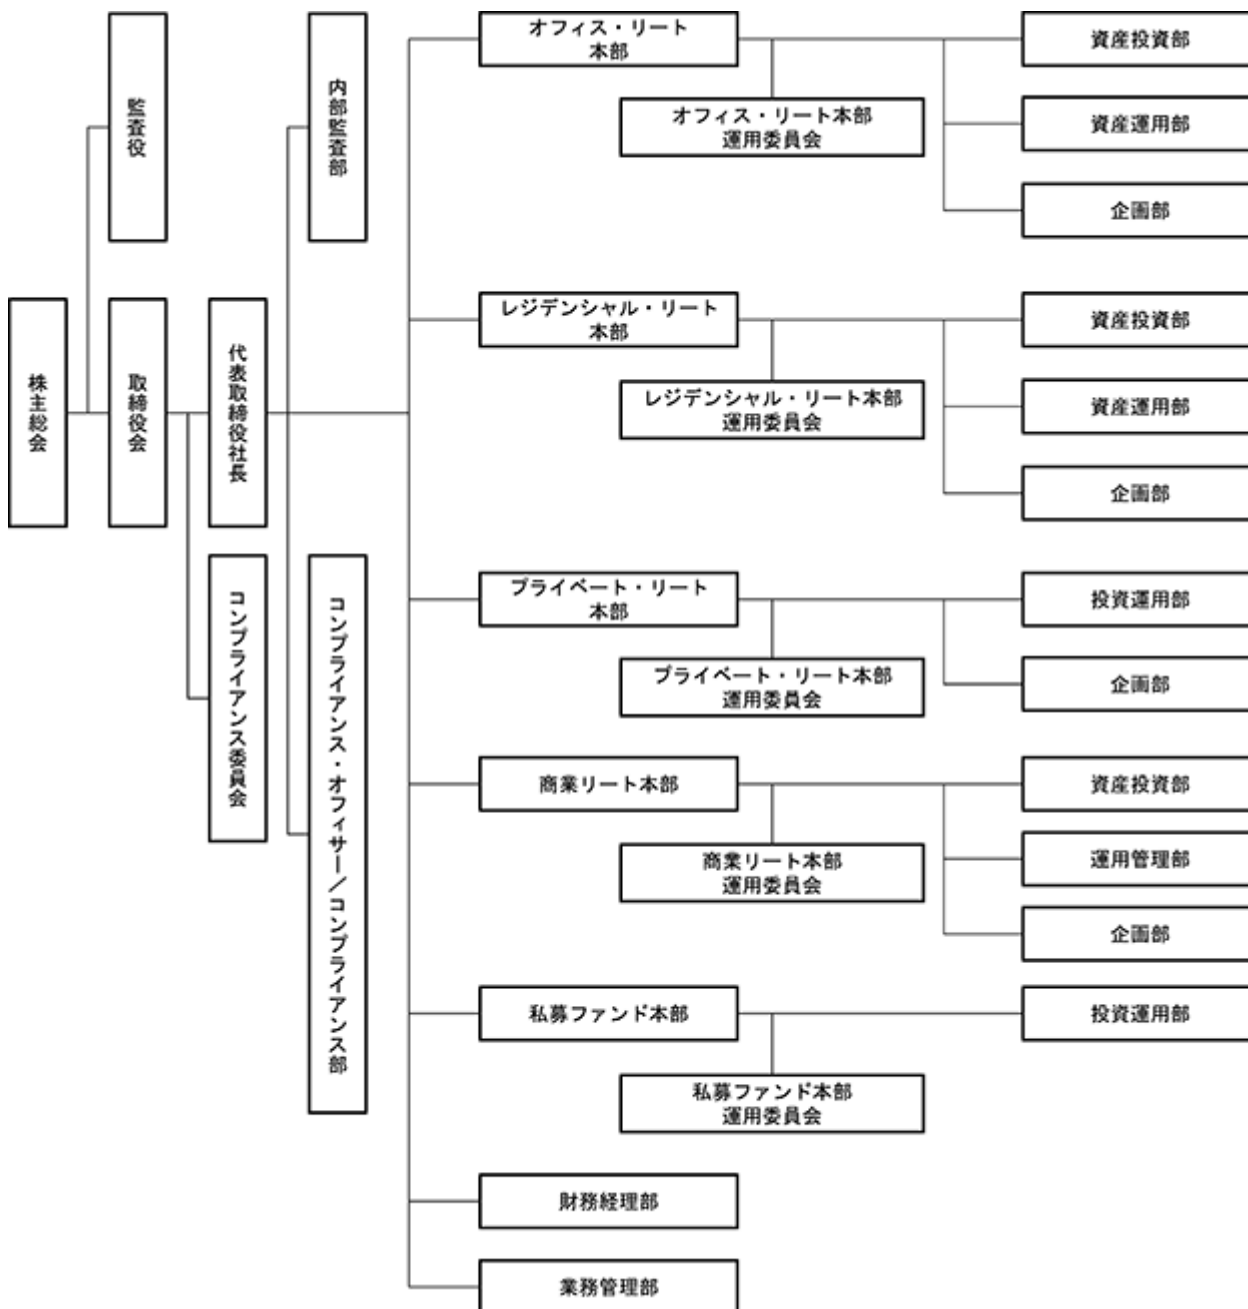 株主総会
監査役
取締役会
代表取締役社長
コンプライアンス委員会
内部監査部
コンプライアンス・オフィサー／コンプライアンス部
オフィス・リート
本部
オフィス・リート本部
運用委員会
資産投資部
資産運用部
企画部
レジデンシャル・リート
本部
レジデンシャル・リート本部
運用委員会
資産投資部
資産運用部
企画部
プライベート・リート
本部
プライベート・リート本部
運用委員会
投資運用部
企画部
商業リート本部
商業リート本部
運用委員会
資産投資部
運用管理部
企画部
私募ファンド本部
私募ファンド本部
運用委員会
投資運用部
財務経理部
業務管理部